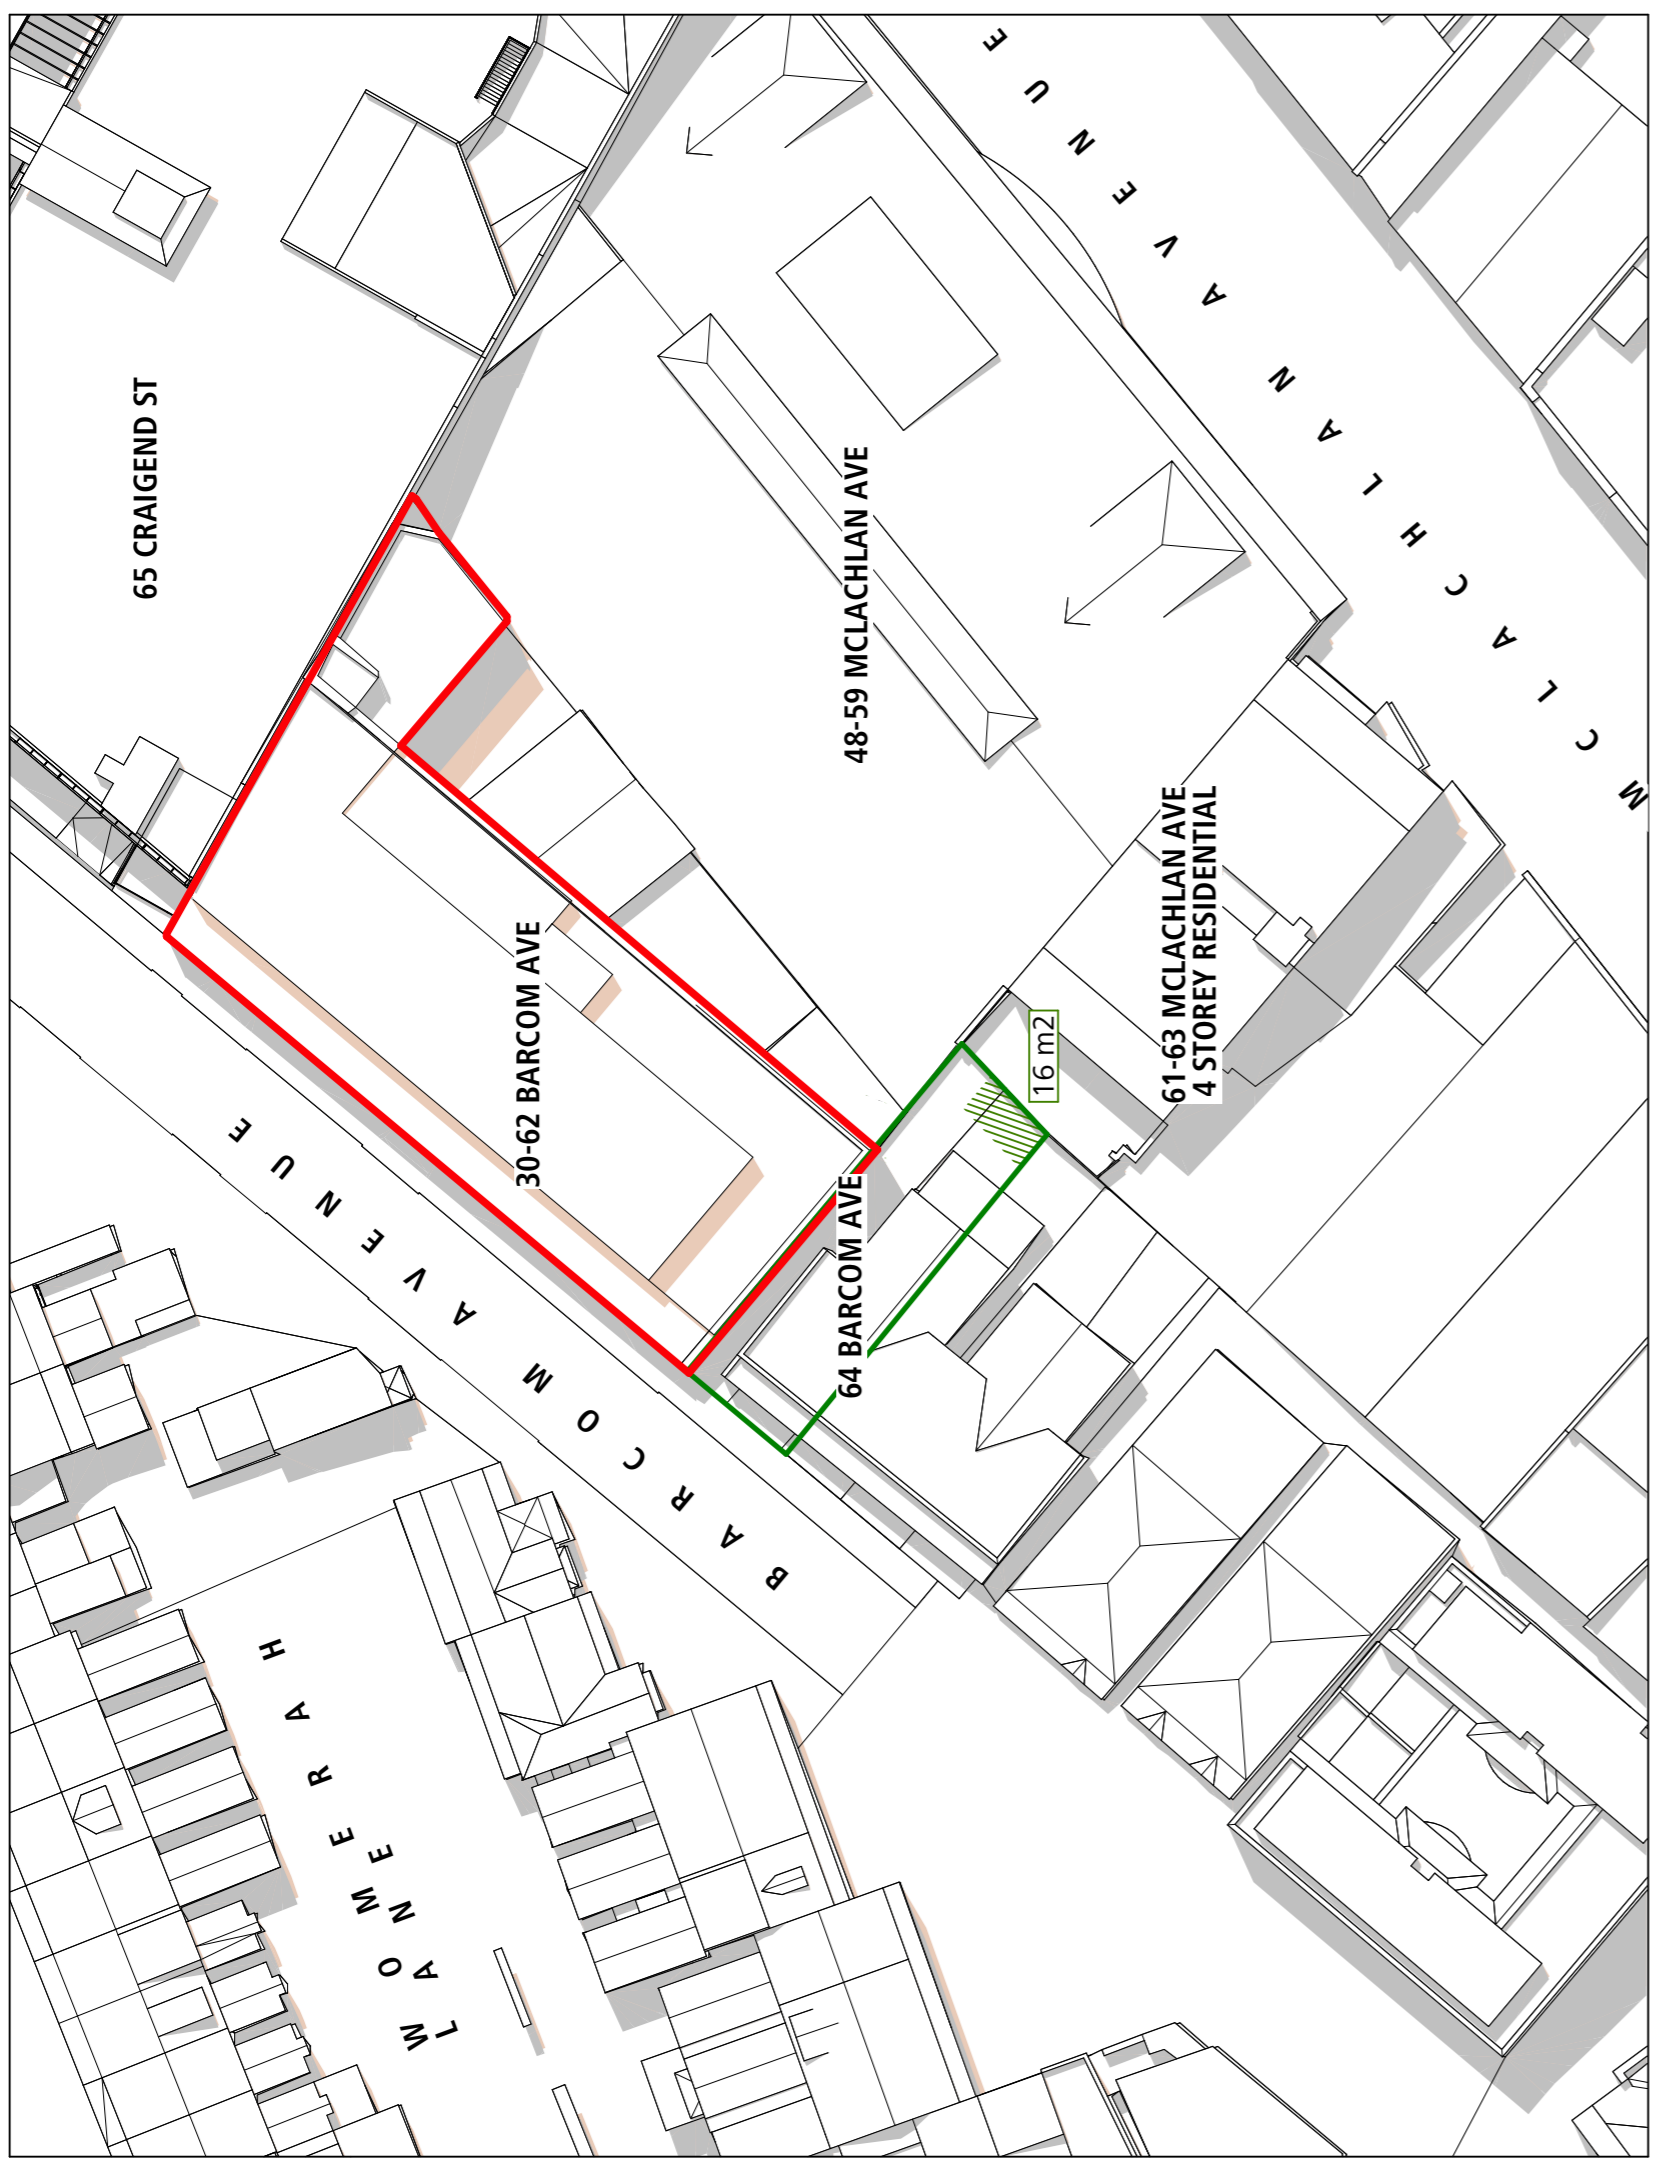 65 CRAIGEND ST
48-59 MCLACHLAN AVE
30-62 BARCOM AVE
61-63 MCLACHLAN AVE
4 STOREY RESIDENTIAL
16 m2
64 BARCOM AVE
MCLACHLAN AVENUE
BARCOM AVENUE
WOMEERAH
LANE